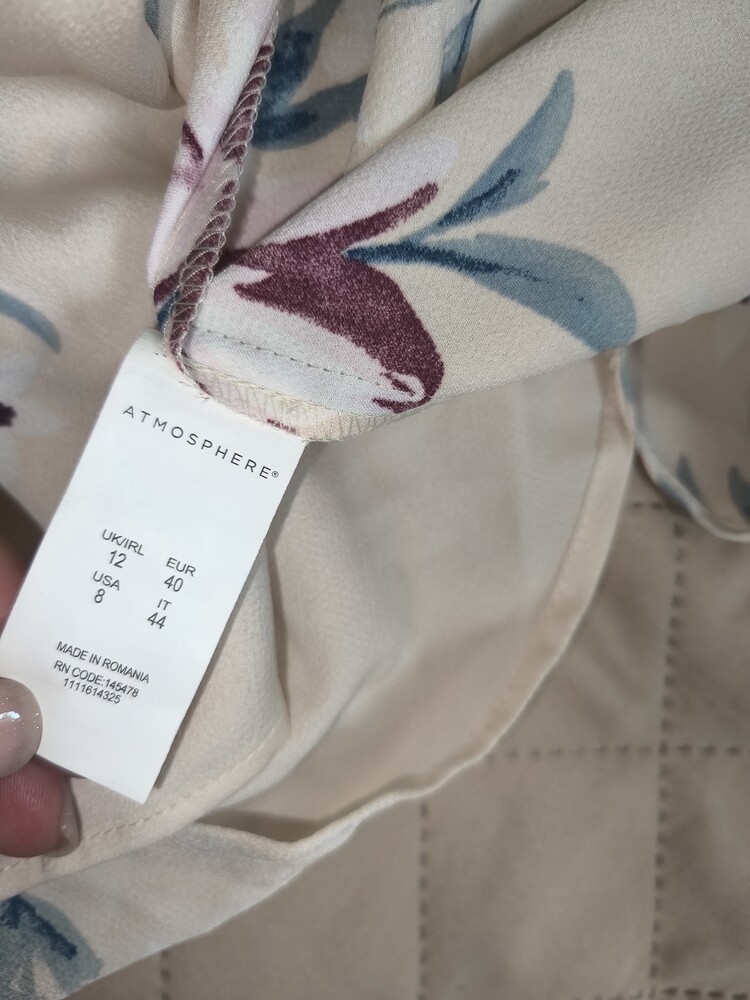 ATMOSPHERE®
UK/IRL EUR
12 40
USA IT
8 44
MADE IN ROMANIA
RN CODE:145478
1111614325